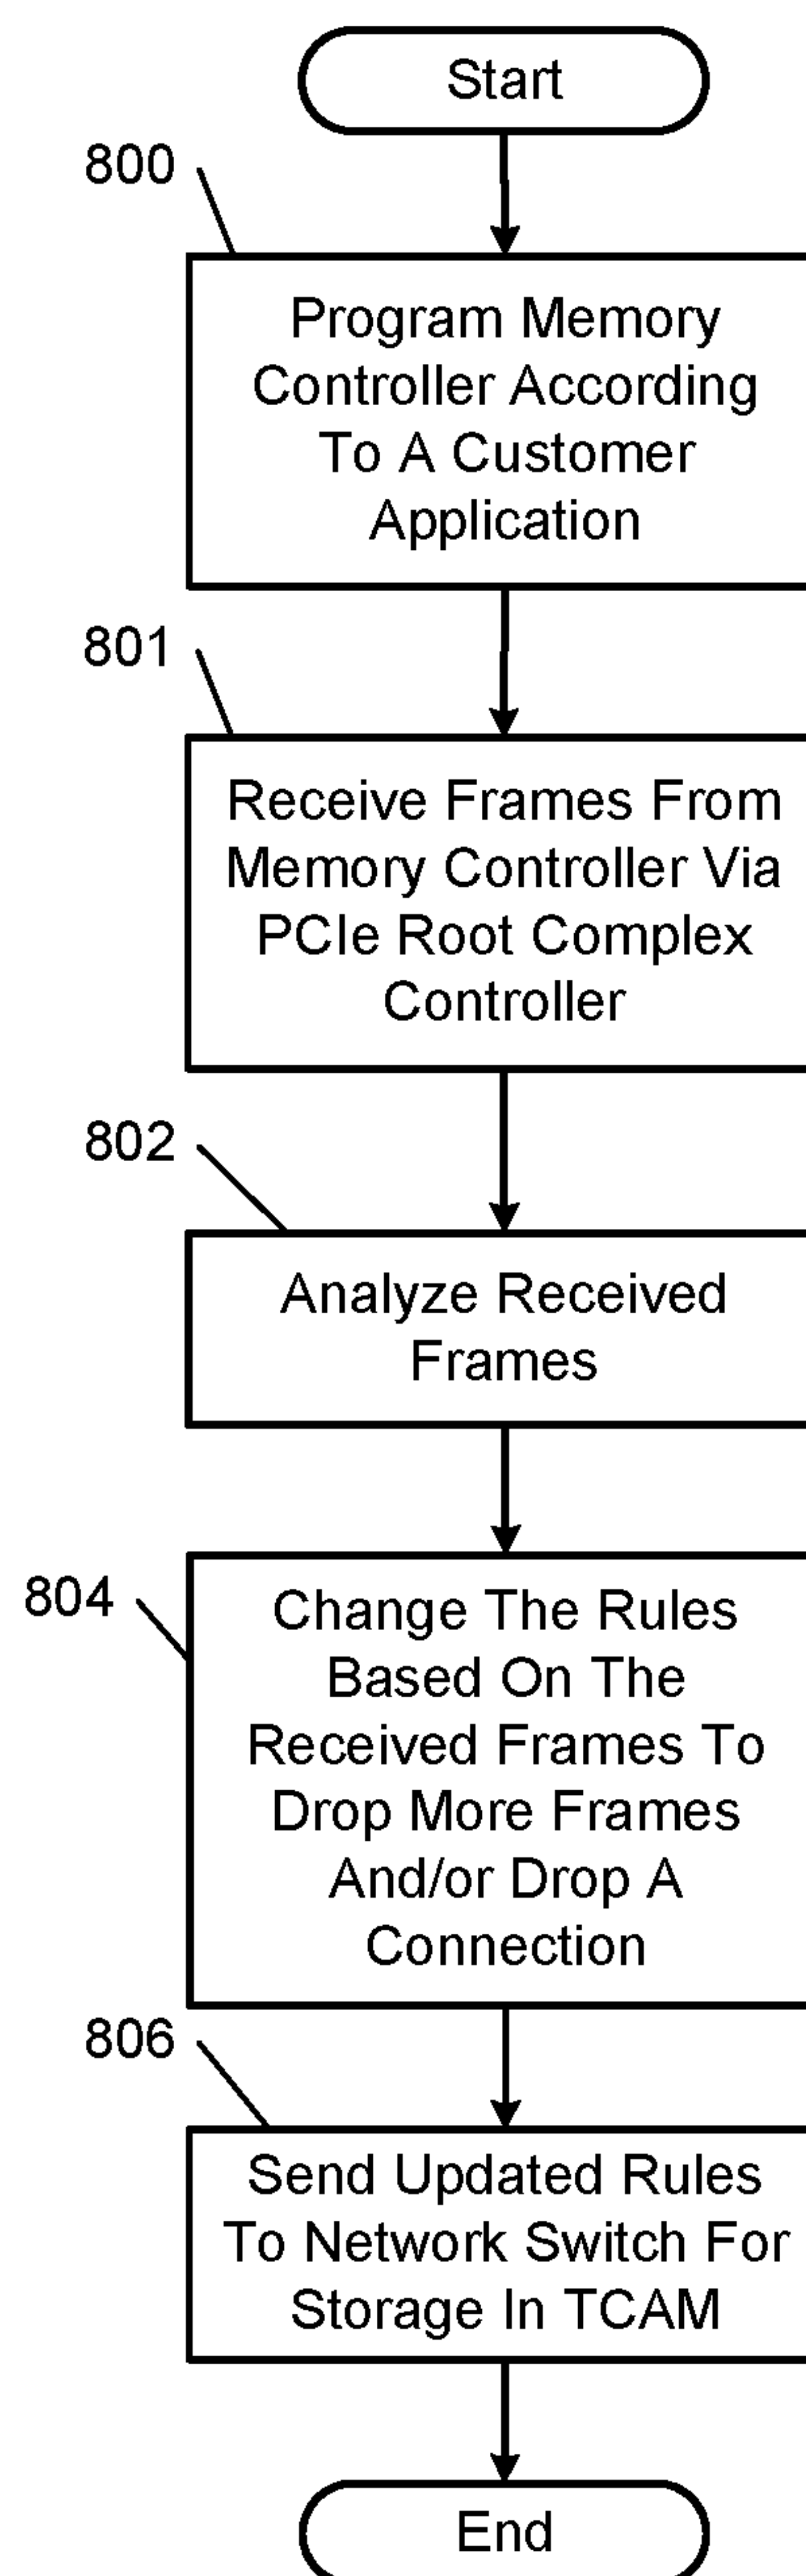 Start
800
Program Memory
Controller According
To A Customer
Application
801
Receive Frames From
Memory Controller Via
PCIe Root Complex
Controller
802
Analyze Received
Frames
804
Change The Rules
Based On The
Received Frames To
Drop More Frames
And/or Drop A
Connection
806
Send Updated Rules
To Network Switch For
Storage In TCAM
End